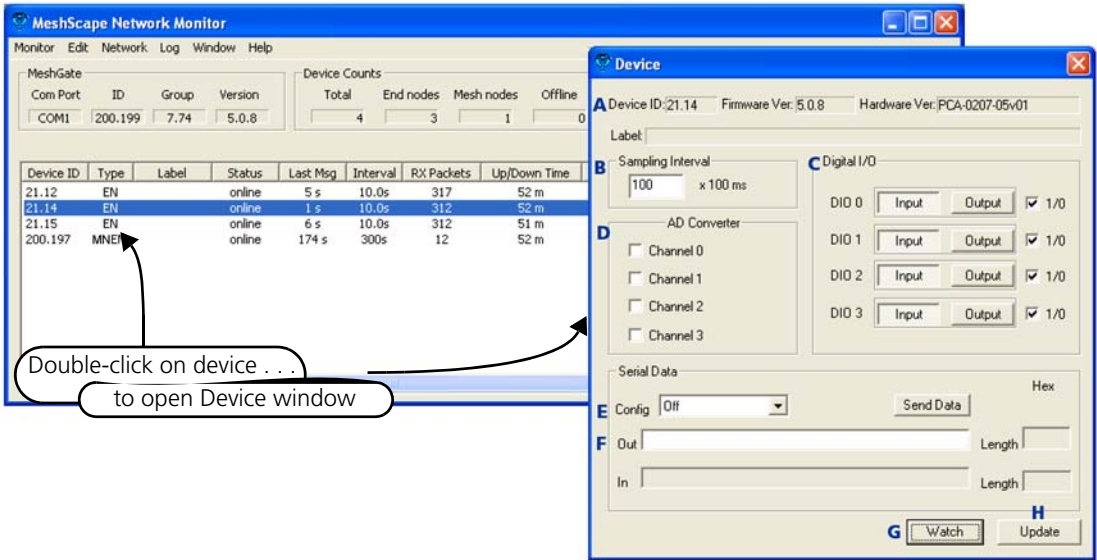 MeshScape Network Monitor
Monitor Edit Network Log Window Help
MeshGate
Com Port ID Group Version
COM1 200.199 7.74 5.0.8
Device Counts
Total End nodes Mesh nodes Offline
4 3 1 0
Device ID Type Label Status Last Msg Interval RX Packets Up/Down Time
21.12 EN online 5 s 10.0s 317 52 m
21.14 EN online 1 s 10.0s 312 52 m
21.15 EN online 6 s 10.0s 312 51 m
200.197 MNEN online 174 s 300s 12 52 m
Double-click on device . . .
to open Device window
Device
A Device ID: 21.14 Firmware Ver: 5.0.8 Hardware Ver: PCA-0207-05v01
Label:
B Sampling Interval
100 x 100 ms
C Digital I/O
DIO 0 Input Output 1/0
DIO 1 Input Output 1/0
DIO 2 Input Output 1/0
DIO 3 Input Output 1/0
D AD Converter
Channel 0
Channel 1
Channel 2
Channel 3
Serial Data
Hex
E Config Off Send Data
F Out Length
In Length
G Watch
H
Update